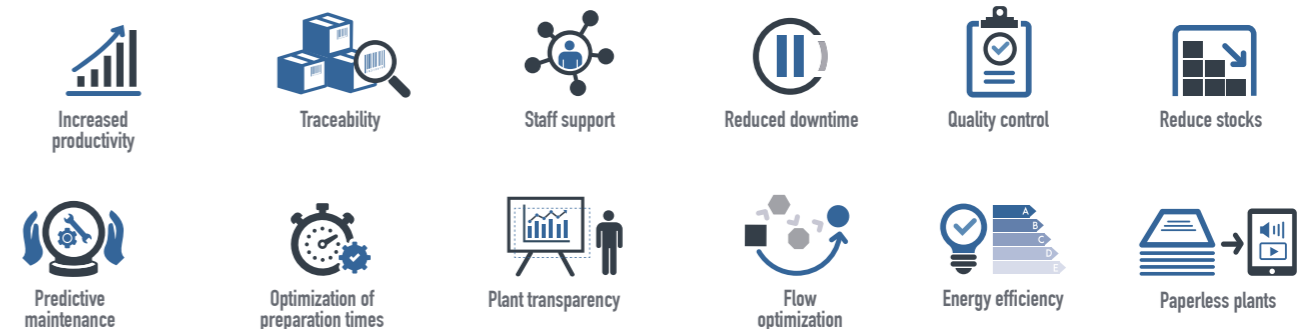 Increased
productivity
Traceability
Staff support
Reduced downtime
Quality control
Reduce stocks
A
B
C
D
E
Predictive
maintenance
Optimization of
preparation times
Plant transparency
Flow
optimization
Energy efficiency
Paperless plants